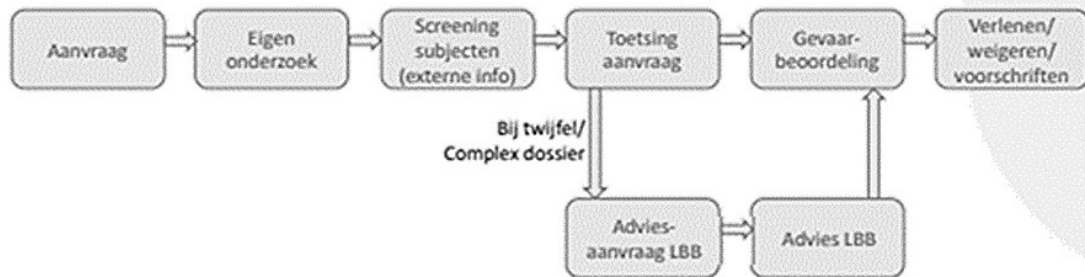 Aanvraag
Eigen
onderzoek
Screening
subjecten
(externe info)
Toetsing
aanvraag
Gevaar-
beoordeling
Verlenen/
weigeren/
voorschriften
Bij twijfel/
Complex dossier
Advies-
aanvraag LBB
Advies LBB